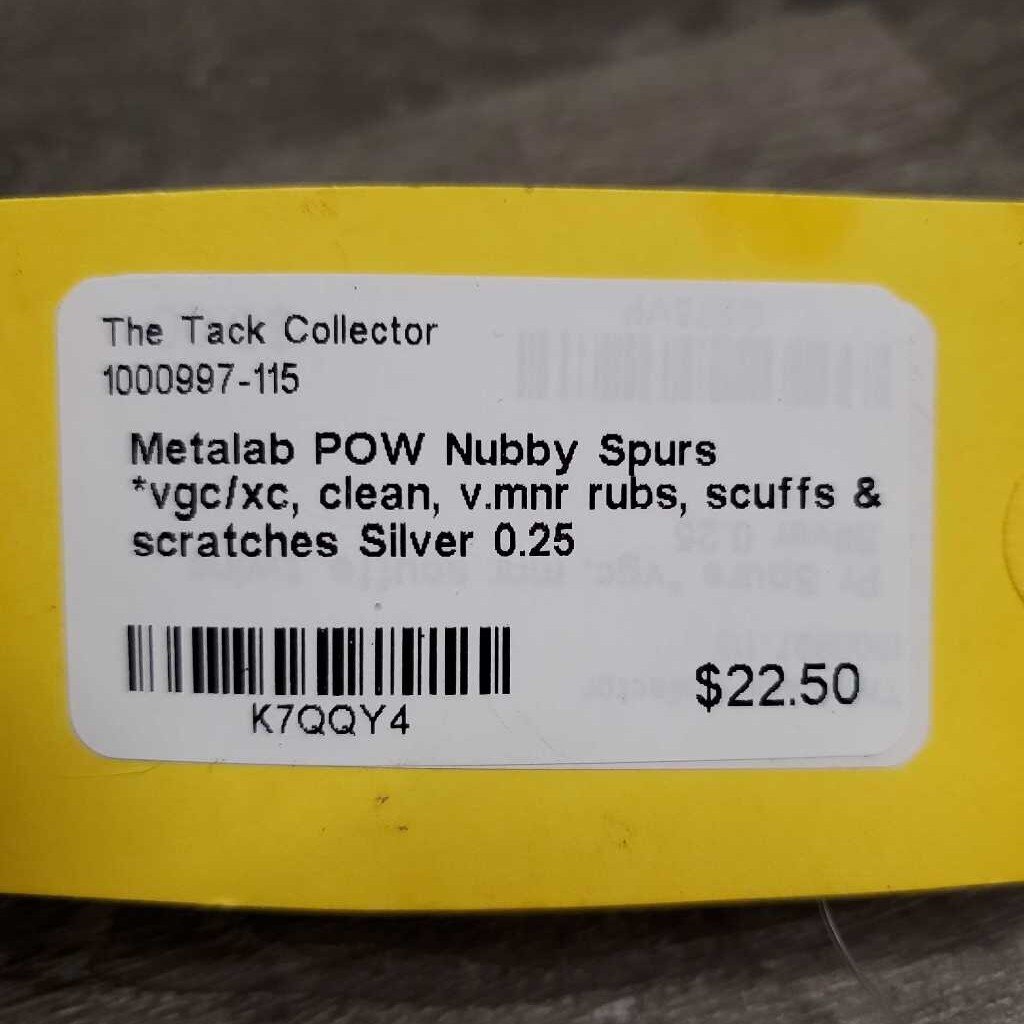 The Tack Collector
1000997-115
Metalab POW Nubby Spurs
*vgc/xc, clean, v.mnr rubs, scuffs &
scratches Silver 0.25
K7QQY4
$22.50